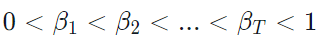 0 < β₁ < β₂ < ... < β_T < 1